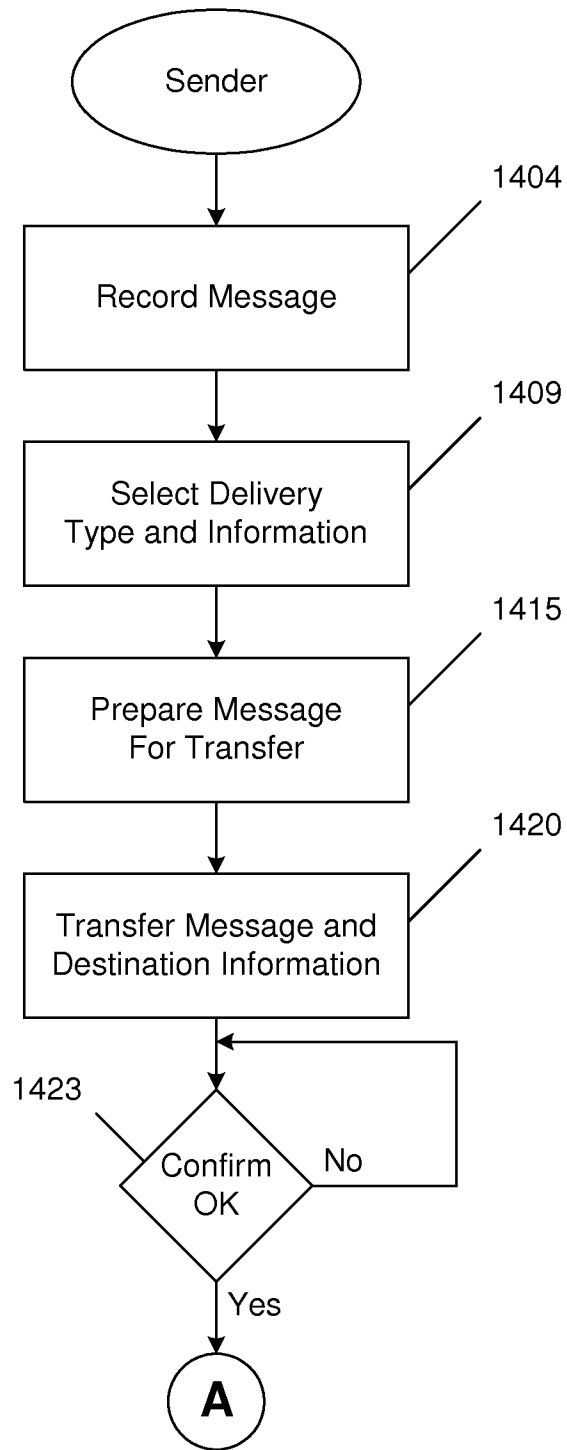 Sender
1404
Record Message
1409
Select Delivery
Type and Information
1415
Prepare Message
For Transfer
1420
Transfer Message and
Destination Information
1423
Confirm
OK
No
Yes
A